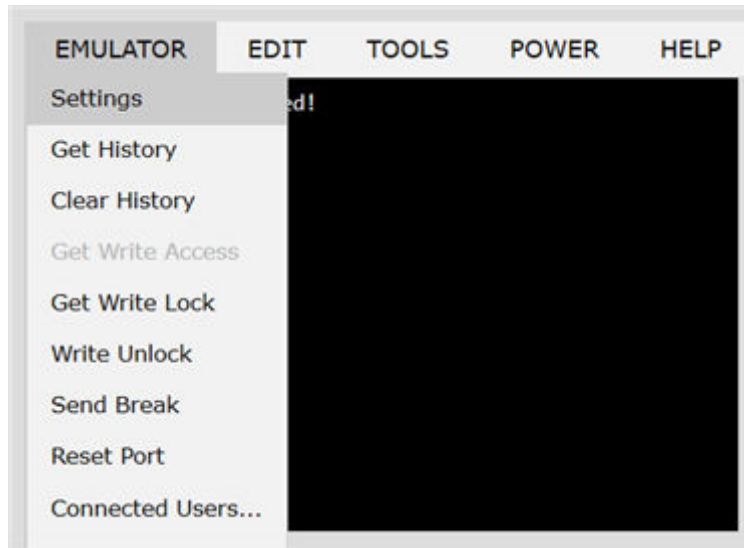 EMULATOR EDIT TOOLS POWER HELP
Settings
ed!
Get History
Clear History
Get Write Access
Get Write Lock
Write Unlock
Send Break
Reset Port
Connected Users...